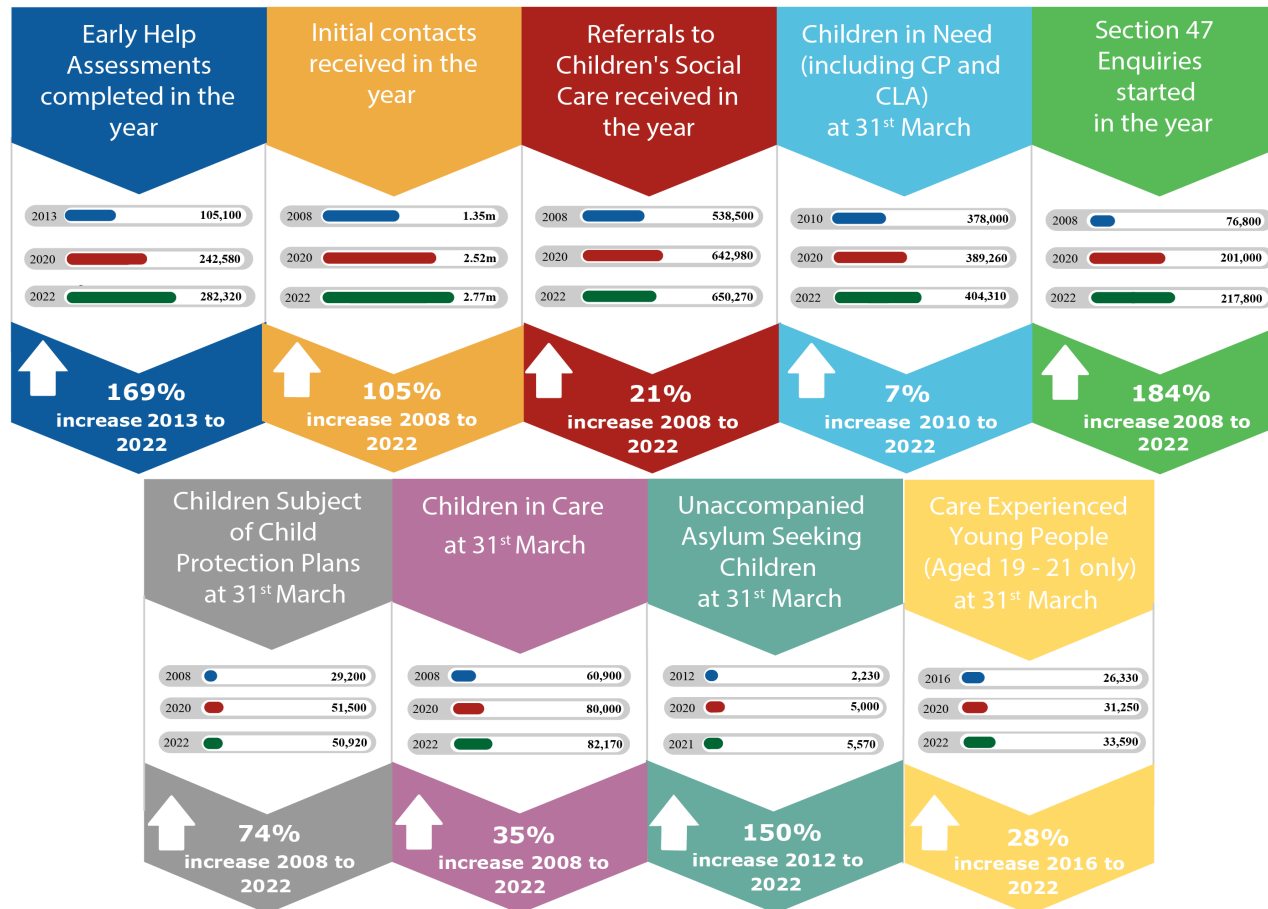 Early Help
Assessments
completed in the
year
2013 105,100
2020 242,580
2022 282,320
169%
increase 2013 to
2022
Initial contacts
received in the
year
2008 1.35m
2020 2.52m
2022 2.77m
105%
increase 2008 to
2022
Referrals to
Children's Social
Care received in
the year
2008 538,500
2020 642,980
2022 650,270
21%
increase 2008 to
2022
Children in Need
(including CP and
CLA)
at 31st March
2010 378,000
2020 389,260
2022 404,310
7%
increase 2010 to
2022
Section 47
Enquiries
started
in the year
2008 76,800
2020 201,000
2022 217,800
184%
increase 2008 to
2022
Children Subject
of Child
Protection Plans
at 31st March
2008 29,200
2020 51,500
2022 50,920
74%
increase 2008 to
2022
Children in Care
at 31st March
2008 60,900
2020 80,000
2022 82,170
35%
increase 2008 to
2022
Unaccompanied
Asylum Seeking
Children
at 31st March
2012 2,230
2020 5,000
2021 5,570
150%
increase 2012 to
2022
Care Experienced
Young People
(Aged 19 - 21 only)
at 31st March
2016 26,330
2020 31,250
2022 33,590
28%
increase 2016 to
2022